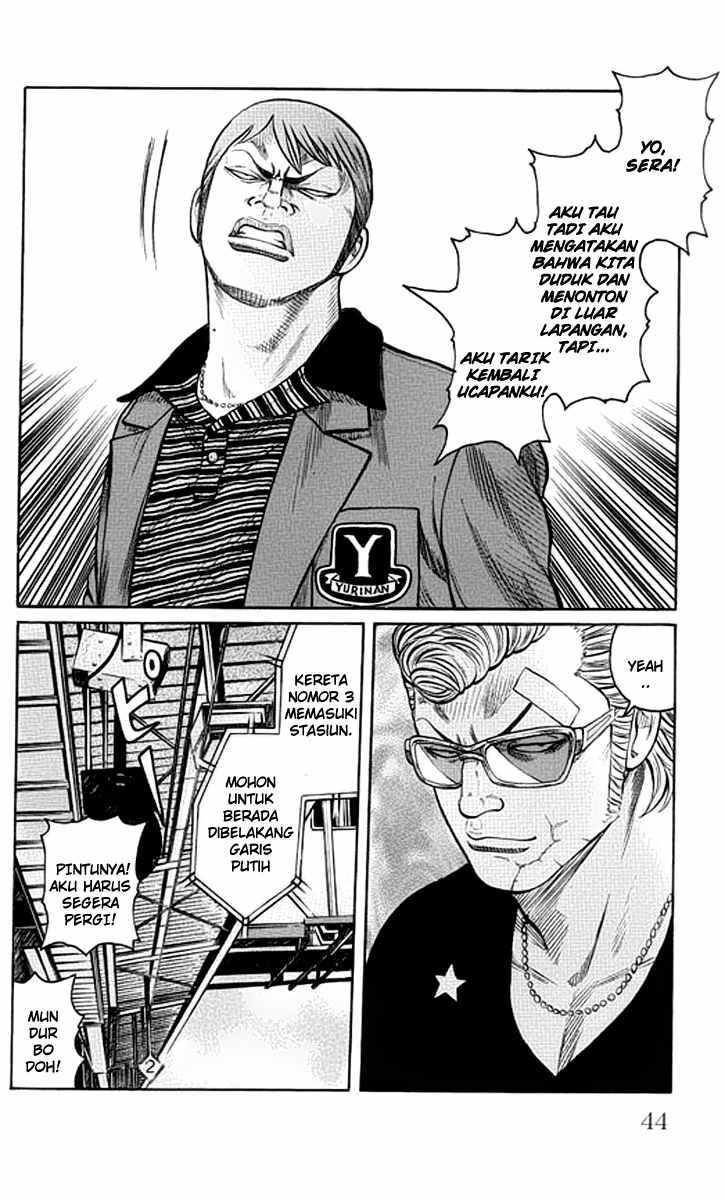 YO,
SERA!
AKU TAU
TADI AKU
MENGATAKAN
BAHWA KITA
DUDUK DAN
MENONTON
DI LUAR
LAPANGAN,
TAPI...
AKU TARIK
KEMBALI
UCAPANKU!
Y
YURINAN
YEAH
..
KERETA
NOMOR 3
MEMASUKI
STASIUN.
MOHON
UNTUK
BERADA
DIBELAKANG
GARIS
PUTIH
PINTUNYA!
AKU HARUS
SEGERA
PERGI!
MUN
DUR
BO
DOH!
2
44